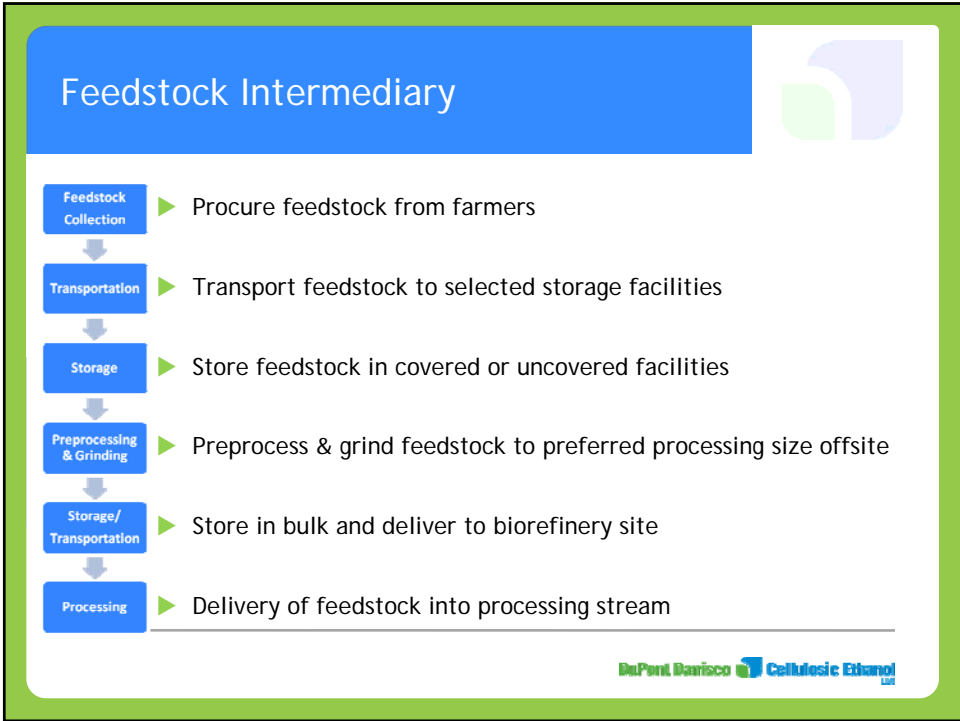 Feedstock Intermediary
Feedstock
Collection
Procure feedstock from farmers
Transportation
Transport feedstock to selected storage facilities
Storage
Store feedstock in covered or uncovered facilities
Preprocessing
& Grinding
Preprocess & grind feedstock to preferred processing size offsite
Storage/
Transportation
Store in bulk and deliver to biorefinery site
Processing
Delivery of feedstock into processing stream
DuPont Danisco Cellulosic Ethanol
LLC